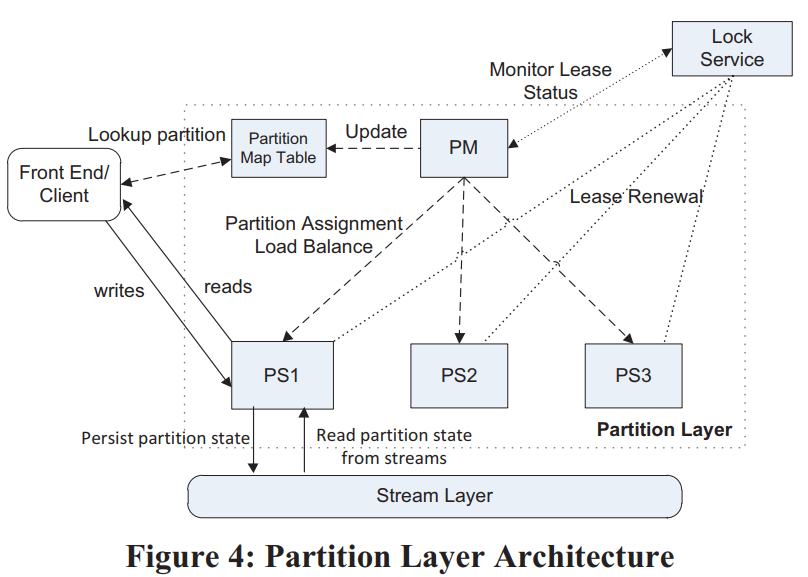 Lock
Service
Monitor Lease
Status
Lookup partition
Partition
Map Table
Update
PM
Front End/
Client
Lease Renewal
Partition Assignment
Load Balance
writes
reads
PS1
PS2
PS3
Partition Layer
Persist partition state
Read partition state
from streams
Stream Layer
Figure 4: Partition Layer Architecture